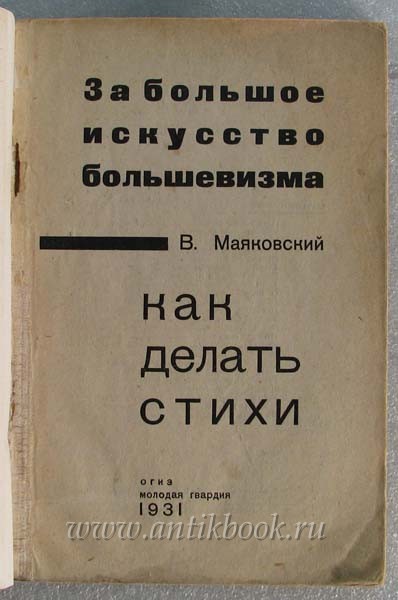 За большое
искусство
большевизма
В. Маяковский
как
делать
стихи
огиз
молодая гвардия
1931
www.antikbook.ru